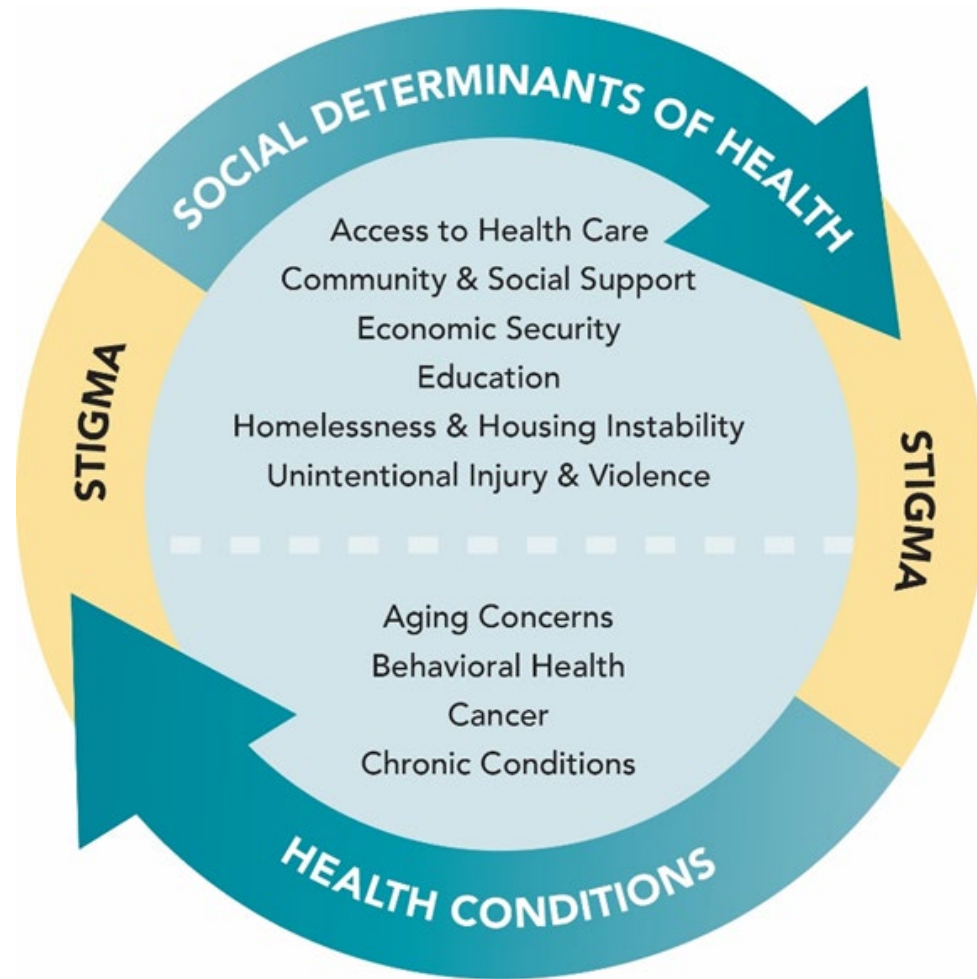 SOCIAL DETERMINANTS OF HEALTH
Access to Health Care
Community & Social Support
Economic Security
Education
Homelessness & Housing Instability
Unintentional Injury & Violence
STIGMA
STIGMA
Aging Concerns
Behavioral Health
Cancer
Chronic Conditions
HEALTH CONDITIONS